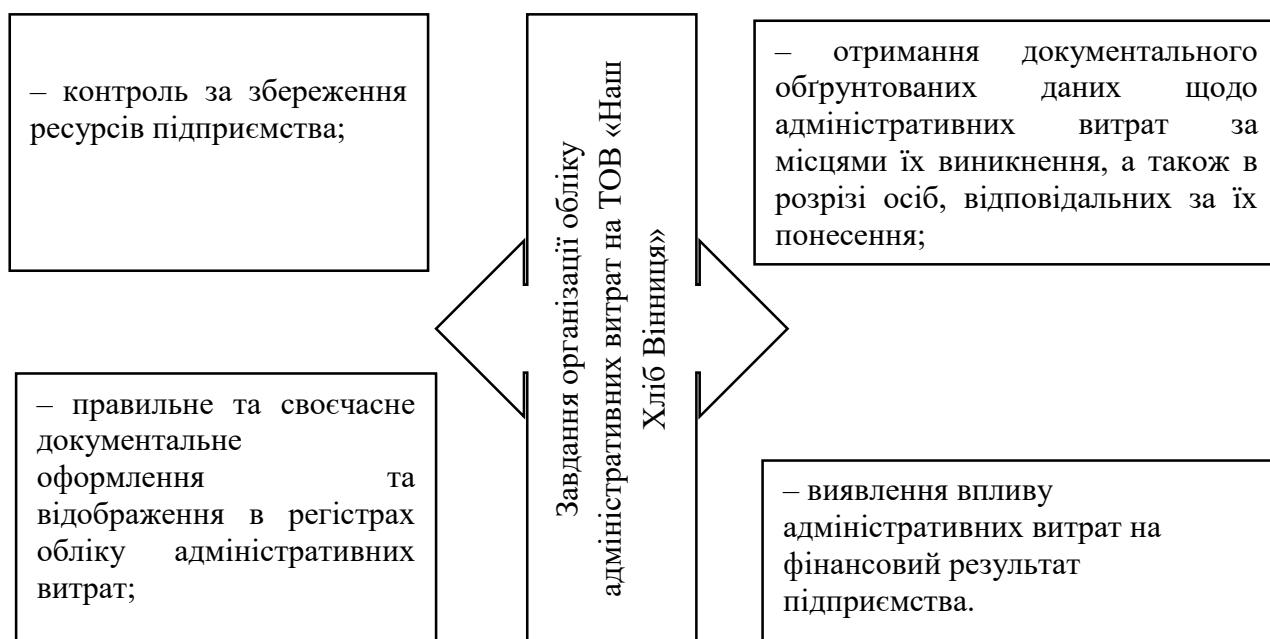 – контроль за збереження
ресурсів підприємства;
– правильне та своєчасне
документальне
оформлення та
відображення в регістрах
обліку адміністративних
витрат;
Завдання організації обліку
адміністративних витрат на ТОВ «Наш
Хліб Вінниця»
– отримання документального
обґрунтованих даних щодо
адміністративних витрат за
місцями їх виникнення, а також в
розрізі осіб, відповідальних за їх
понесення;
– виявлення впливу
адміністративних витрат на
фінансовий результат
підприємства.